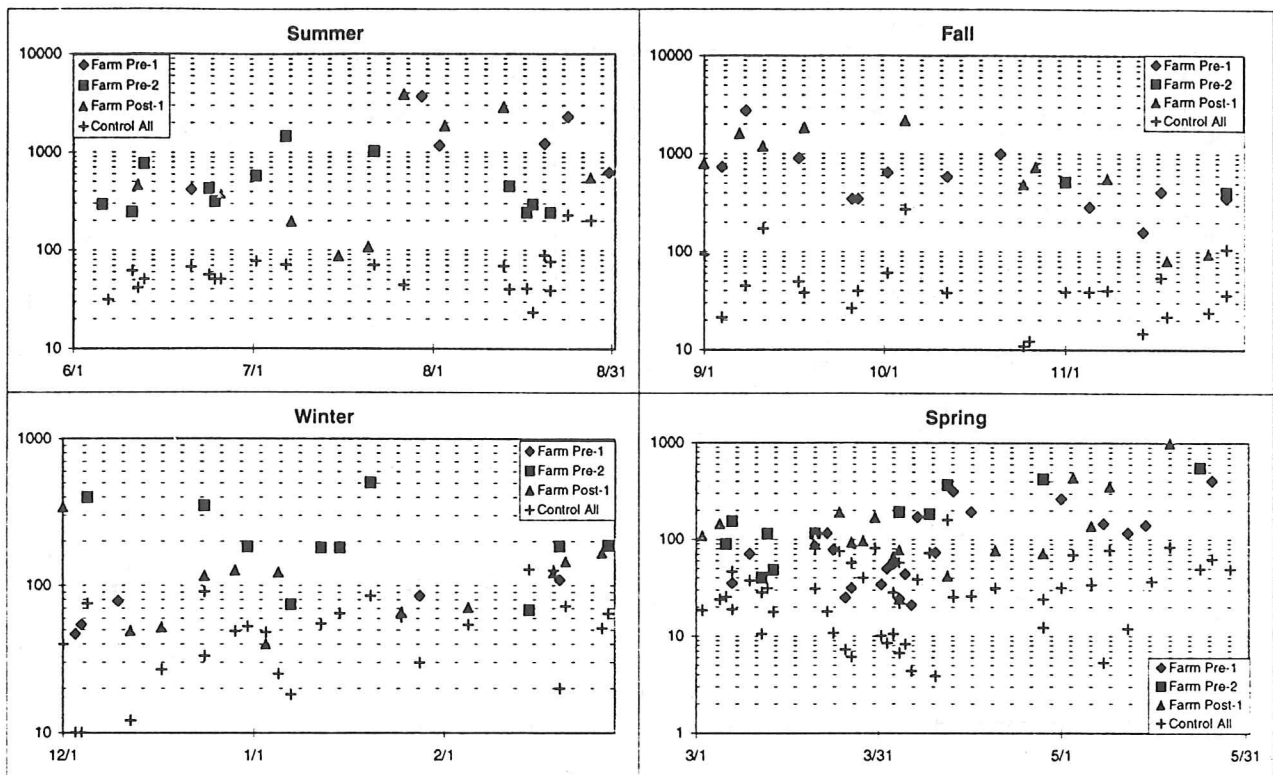 Summer
10000
1000
100
10
Farm Pre-1
Farm Pre-2
Farm Post-1
Control All
6/1
7/1
8/1
8/31
Fall
10000
1000
100
10
Farm Pre-1
Farm Pre-2
Farm Post-1
Control All
9/1
10/1
11/1
Winter
1000
100
10
Farm Pre-1
Farm Pre-2
Farm Post-1
Control All
12/1
1/1
2/1
Spring
1000
100
10
1
Farm Pre-1
Farm Pre-2
Farm Post-1
Control All
3/1
3/31
5/1
5/31